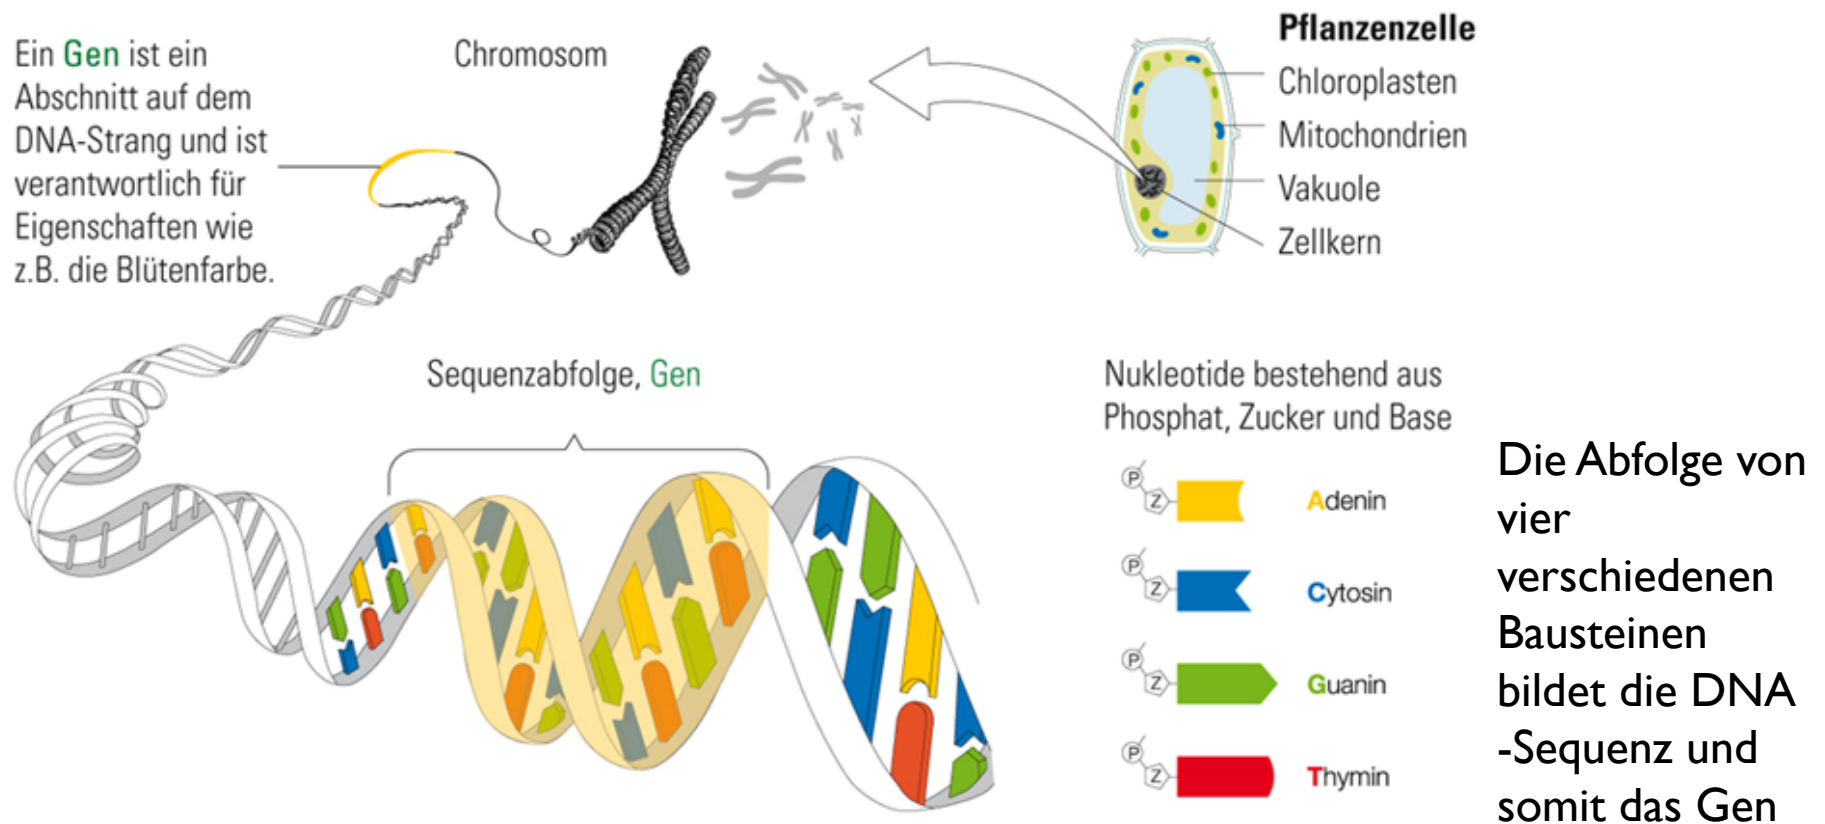 Ein Gen ist ein
Abschnitt auf dem
DNA-Strang und ist
verantwortlich für
Eigenschaften wie
z.B. die Blütenfarbe.
Chromosom
Pflanzenzelle
Chloroplasten
Mitochondrien
Vakuole
Zellkern
Sequenzabfolge, Gen
Nukleotide bestehend aus
Phosphat, Zucker und Base
P
Z
Adenin
P
Z
Cytosin
P
Z
Guanin
P
Z
Thymin
Die Abfolge von
vier
verschiedenen
Bausteinen
bildet die DNA
-Sequenz und
somit das Gen